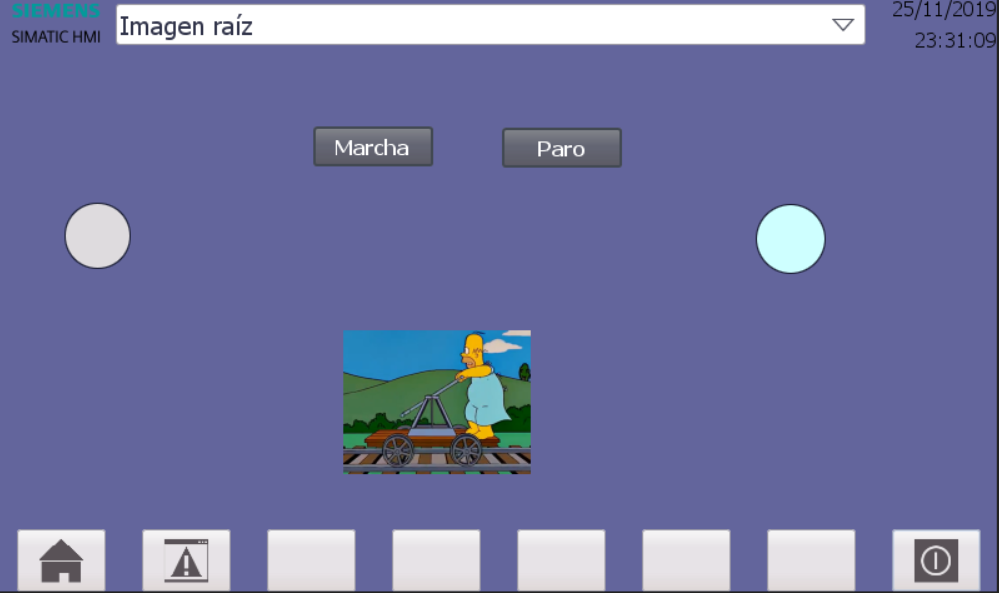 SIEMENS
SIMATIC HMI
Imagen raíz
25/11/2019
23:31:09
Marcha
Paro